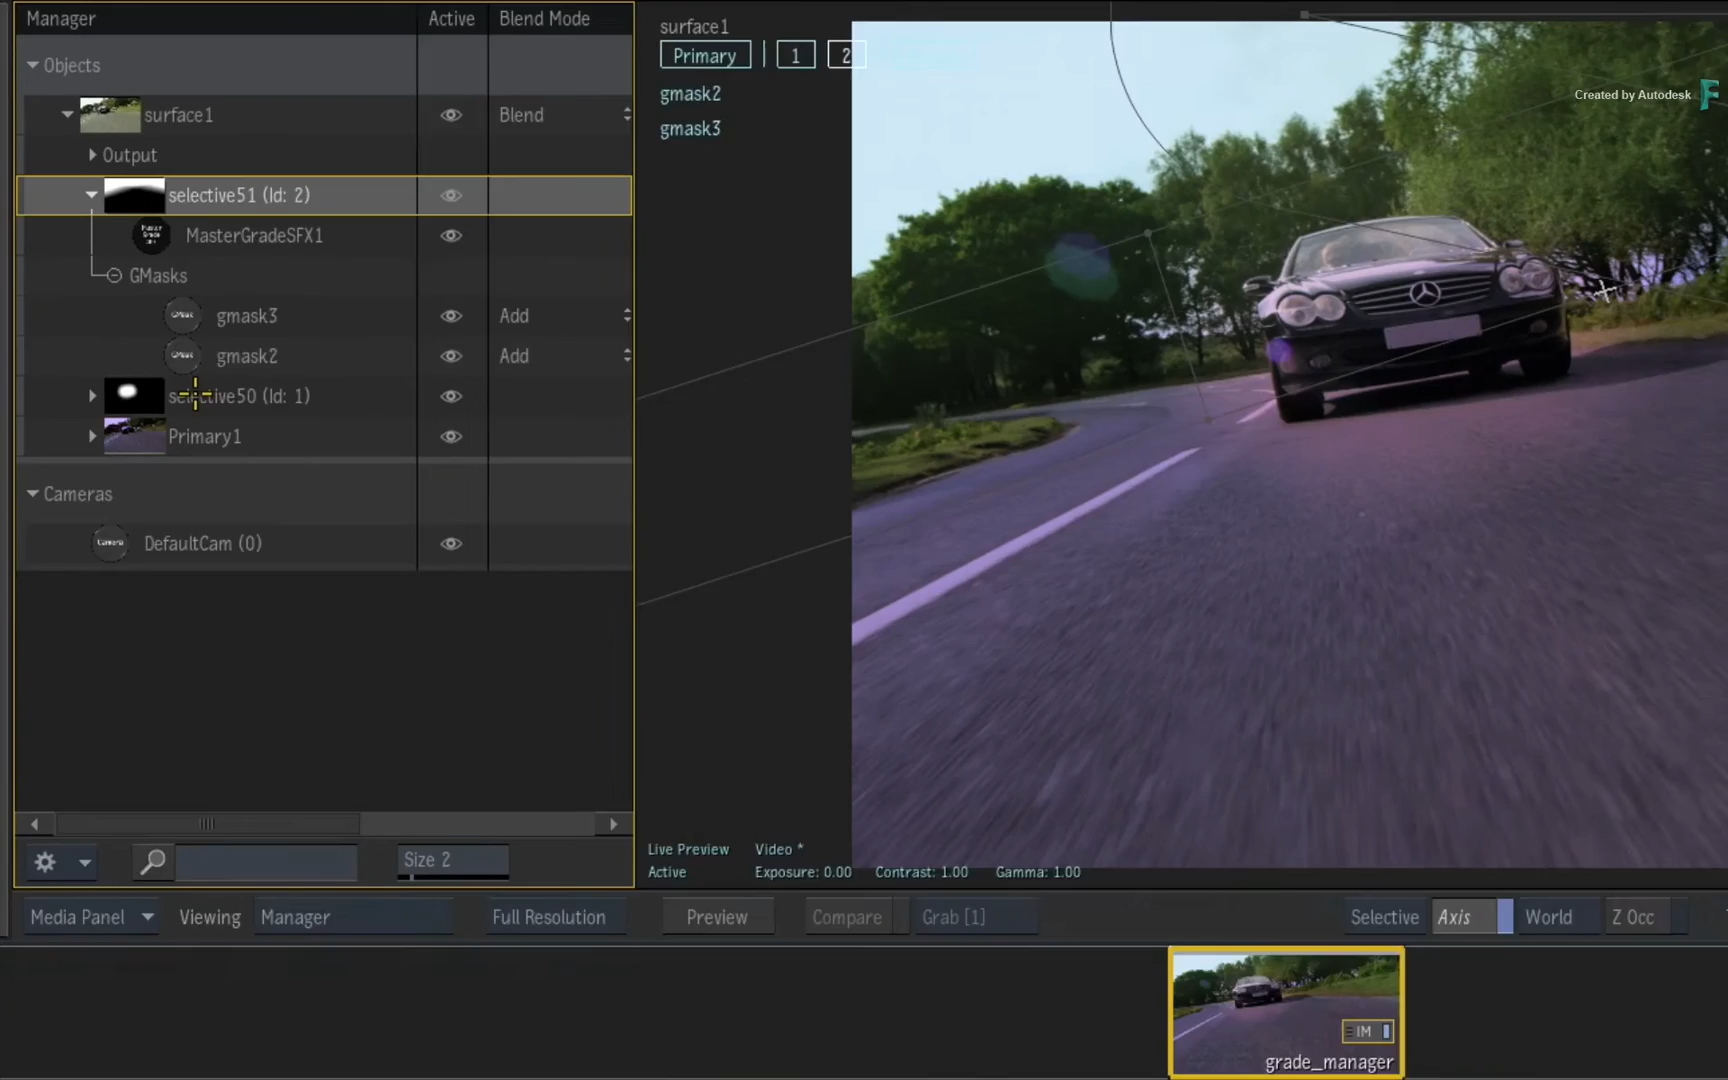 Manager Active Blend Mode
Objects
surface1 Blend
Output
selective51 (Id: 2)
MasterGradeSFX1
GMasks
gmask3 Add
gmask2 Add
selective50 (Id: 1)
Primary1
Cameras
Camera DefaultCam (0)
Size 2
surface1
Primary | 1 2
gmask2
gmask3
Created by Autodesk
Live Preview Video *
Active Exposure: 0.00 Contrast: 1.00 Gamma: 1.00
Media Panel Viewing Manager Full Resolution Preview Compare Grab [1] Selective Axis World Z Occ
IM
grade_manager